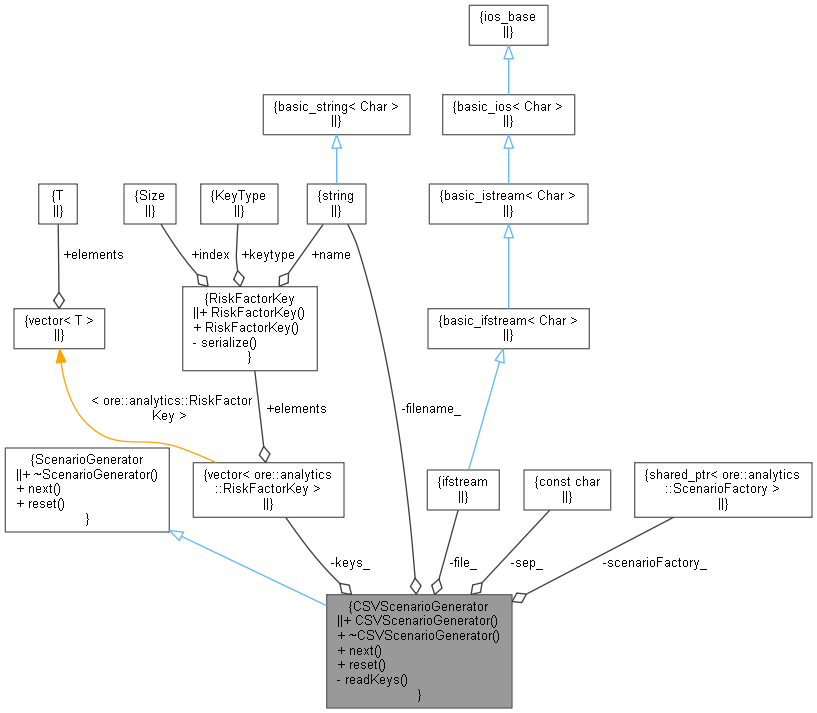 {ios_base
||}
{basic_string< Char >
||}
{basic_ios< Char >
||}
{T
||}
{Size
||}
{KeyType
||}
{string
||}
{basic_istream< Char >
||}
+elements
+index
+keytype
+name
{vector< T >
||}
{RiskFactorKey
||+ RiskFactorKey()
+ RiskFactorKey()
- serialize()
}
{basic_ifstream< Char >
||}
< ore::analytics::RiskFactor
Key >
+elements
-filename_
{ScenarioGenerator
||+ ~ScenarioGenerator()
+ next()
+ reset()
}
{vector< ore::analytics
::RiskFactorKey >
||}
{ifstream
||}
{const char
||}
{shared_ptr< ore::analytics
::ScenarioFactory >
||}
-keys_
-file_
-sep_
-scenarioFactory_
{CSVScenarioGenerator
||+ CSVScenarioGenerator()
+ ~CSVScenarioGenerator()
+ next()
+ reset()
- readKeys()
}